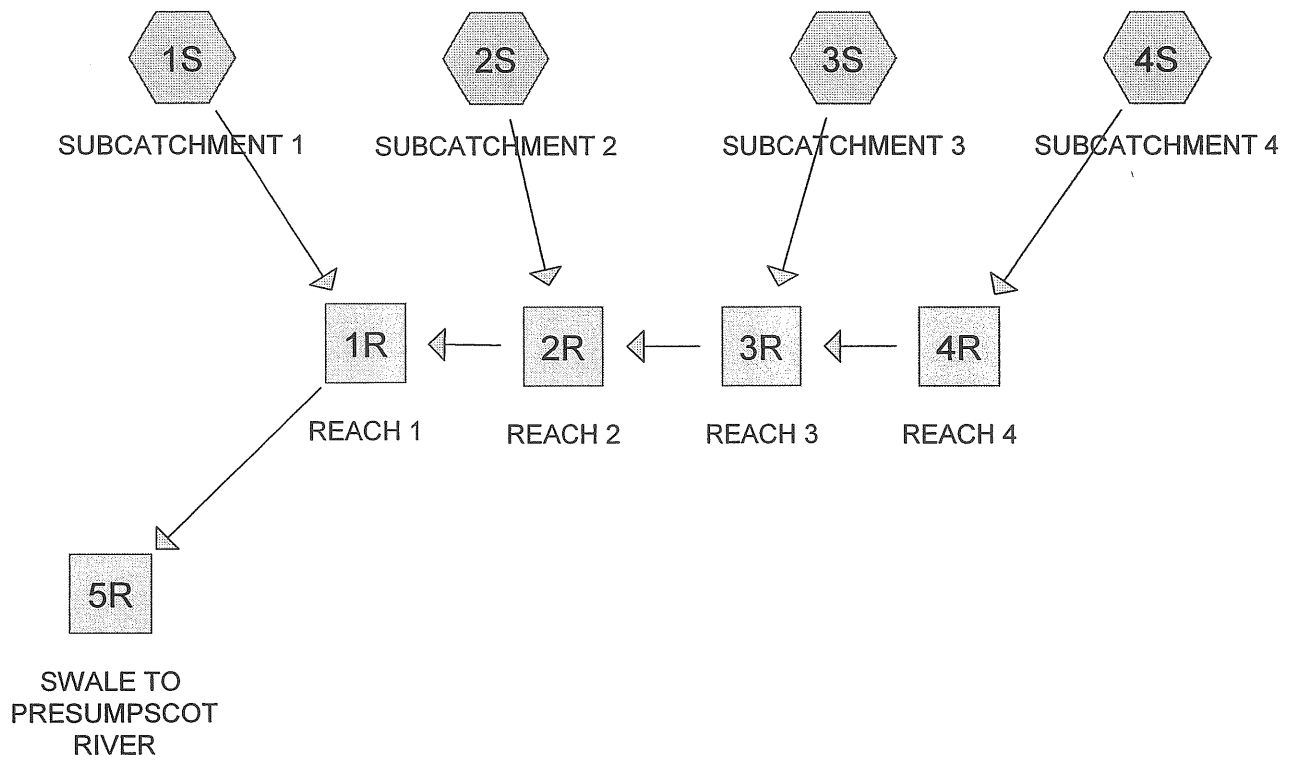 1S
2S
3S
4S
SUBCATCHMENT 1
SUBCATCHMENT 2
SUBCATCHMENT 3
SUBCATCHMENT 4
1R
2R
3R
4R
REACH 1
REACH 2
REACH 3
REACH 4
5R
SWALE TO
PRESUMPSCOT
RIVER